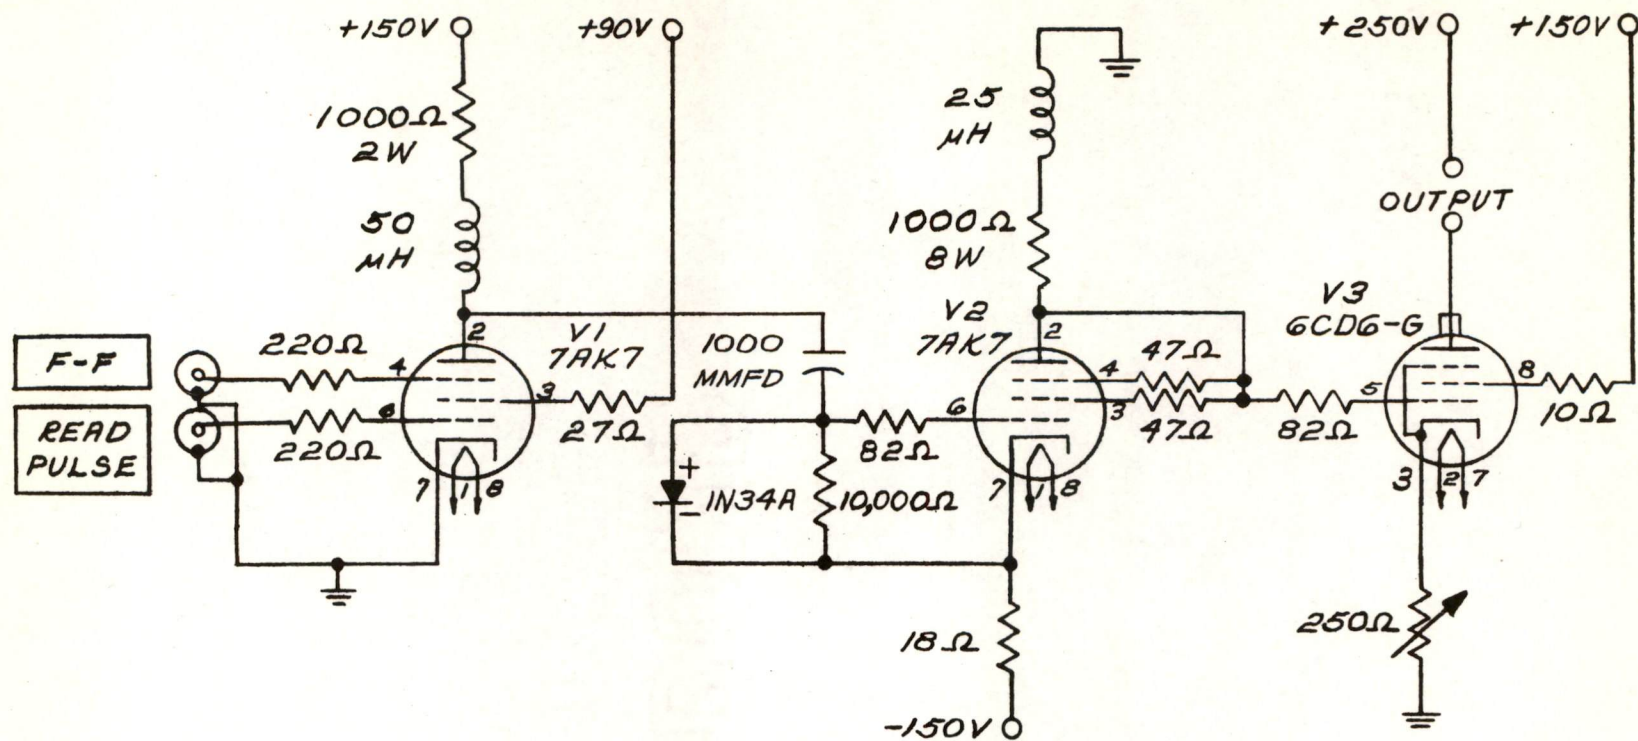 +150V
+90V
+250V
+150V
1000Ω
2W
25
μH
50
μH
1000Ω
8W
OUTPUT
F-F
READ
PULSE
220Ω
220Ω
4
6
2
V1
7AK7
3
27Ω
7
1
8
1000
MMFD
+
-
1N34A
10,000Ω
82Ω
V2
7AK7
2
6
4
3
47Ω
47Ω
7
1
8
18Ω
-150V
82Ω
V3
6CD6-G
5
8
10Ω
3
2
7
250Ω